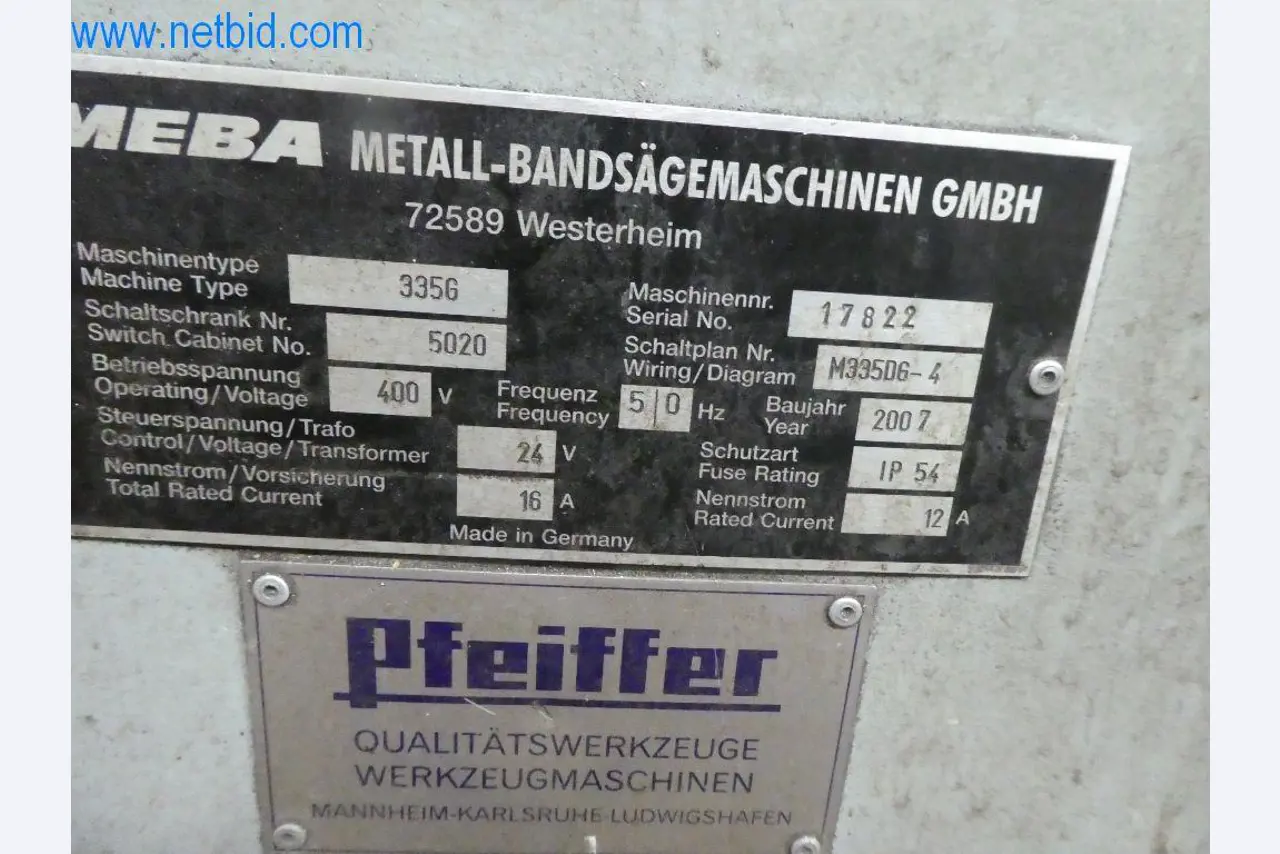 www.netbid.com
MEBA METALL-BANDSÄGEMASCHINEN GMBH
72589 Westerheim
Maschinentype
Machine Type 335G
Schaltschrank Nr.
Switch Cabinet No. 5020
Betriebsspannung
Operating/Voltage 400 V
Frequenz
Frequency 50 Hz
Steuerspannung/Trafo
Control/Voltage/Transformer 24 V
Nennstrom/Vorsicherung
Total Rated Current 16 A
Maschinennr.
Serial No. 17822
Schaltplan Nr.
Wiring/Diagram M335DG-4
Baujahr
Year 2007
Schutzart
Fuse Rating IP 54
Nennstrom
Rated Current 12 A
Made in Germany
Pfeiffer
QUALITÄTSWERKZEUGE
WERKZEUGMASCHINEN
MANNHEIM-KARLSRUHE-LUDWIGSHAFEN